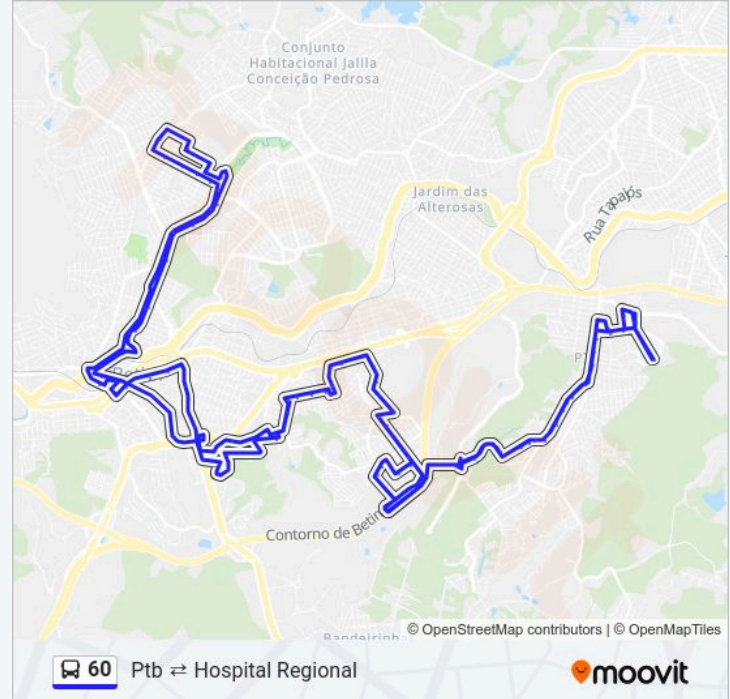 Conjunto
Habitacional Jalila
Conceição Pedrosa
Jardim das
Alterosas
Rua Tapajós
Contorno de Betim
© OpenStreetMap contributors | © OpenMapTiles
60 Ptb ⇄ Hospital Regional
moovit